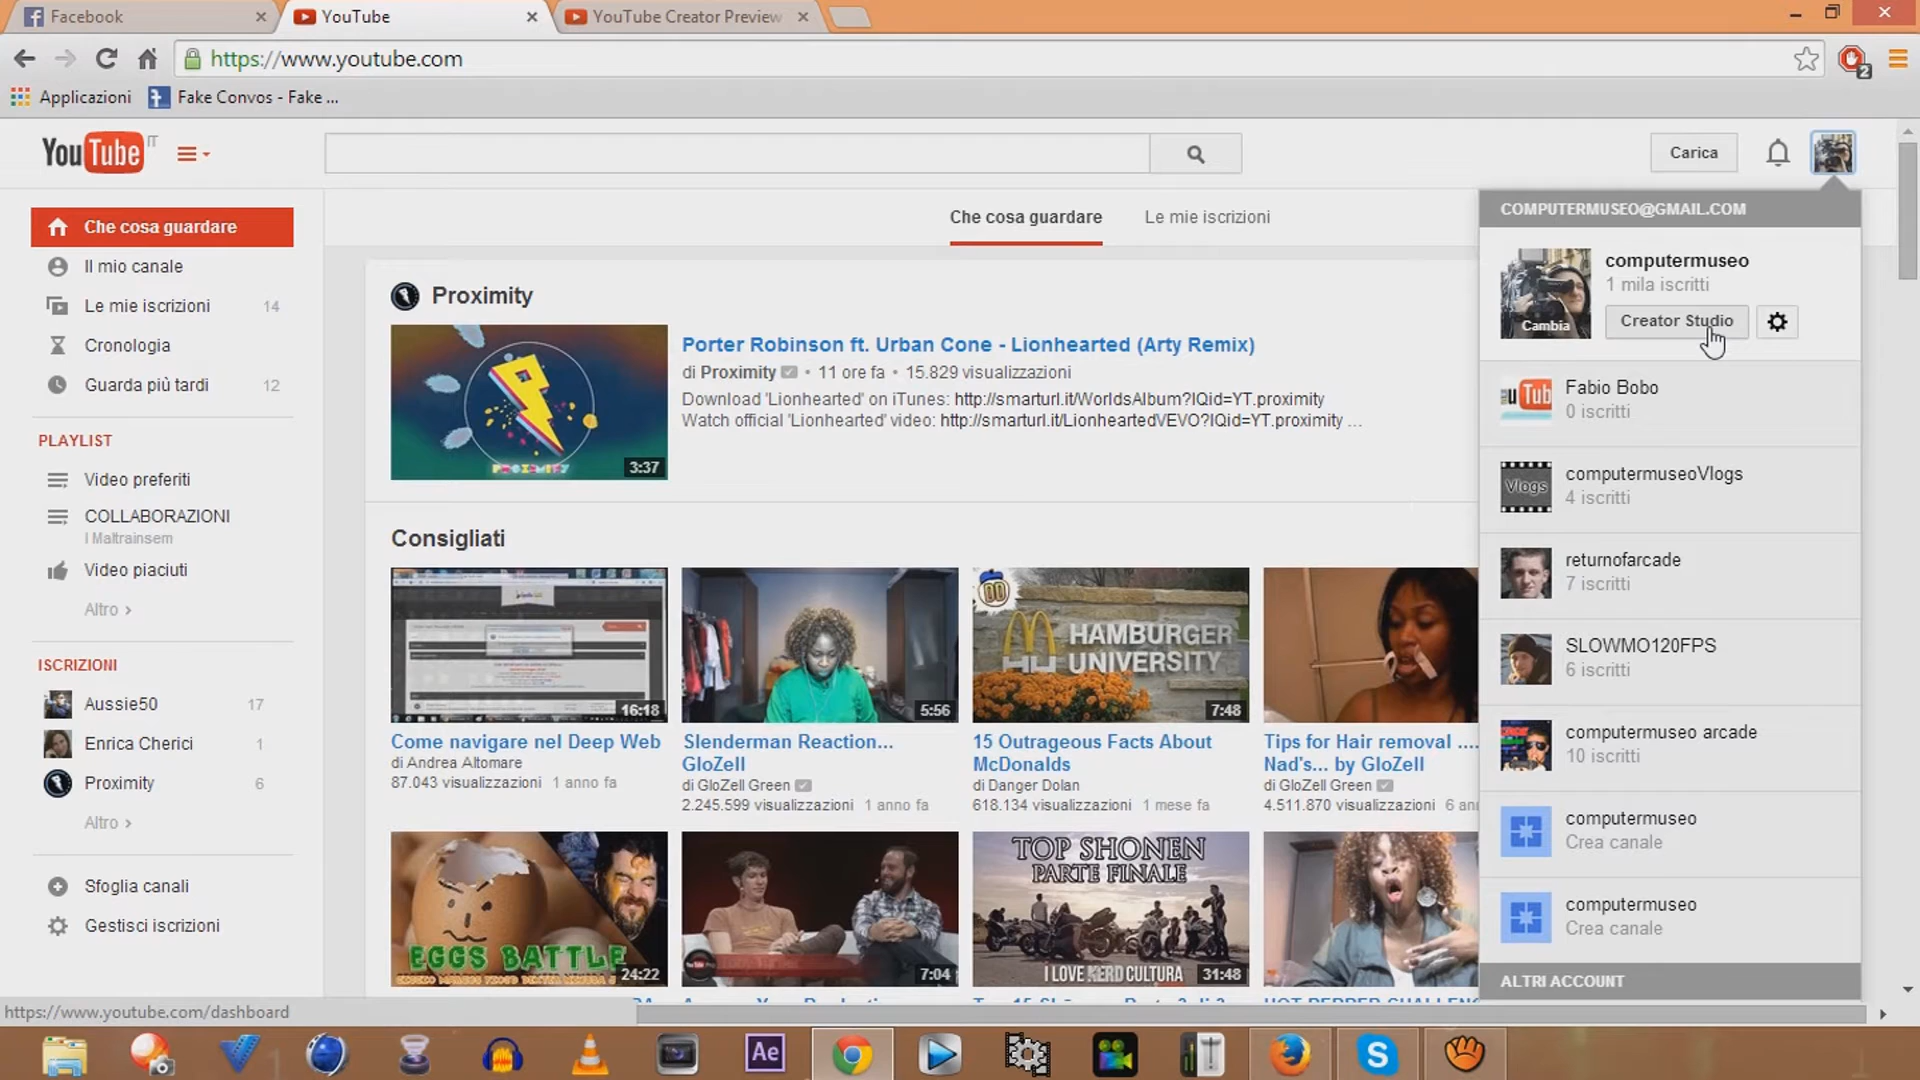 Facebook
YouTube
YouTube Creator Preview
https://www.youtube.com
2
Applicazioni
Fake Convos - Fake ...
YouTube IT
Carica
Che cosa guardare
Il mio canale
Le mie iscrizioni 14
Cronologia
Guarda più tardi 12
PLAYLIST
Video preferiti
COLLABORAZIONI
I Maltrainsem
Video piaciuti
Altro ›
ISCRIZIONI
Aussie50 17
Enrica Cherici 1
Proximity 6
Altro ›
Sfoglia canali
Gestisci iscrizioni
Che cosa guardare Le mie iscrizioni
Proximity
PROXIMITY
3:37
Porter Robinson ft. Urban Cone - Lionhearted (Arty Remix)
di Proximity • 11 ore fa • 15.829 visualizzazioni
Download 'Lionhearted' on iTunes: http://smarturl.it/WorldsAlbum?IQid=YT.proximity
Watch official 'Lionhearted' video: http://smarturl.it/LionheartedVEVO?IQid=YT.proximity ...
Consigliati
16:18
Come navigare nel Deep Web
di Andrea Altomare
87.043 visualizzazioni 1 anno fa
5:56
Slenderman Reaction...
GloZell
di GloZell Green
2.245.599 visualizzazioni 1 anno fa
DD
HAMBURGER
UNIVERSITY
7:48
15 Outrageous Facts About
McDonalds
di Danger Dolan
618.134 visualizzazioni 1 mese fa
Tips for Hair removal ....
Nad's... by GloZell
di GloZell Green
4.511.870 visualizzazioni 6 an
EGGS BATTLE
24:22
7:04
TOP SHONEN
PARTE FINALE
I LOVE NERD CULTURA
31:48
COMPUTERMUSEO@GMAIL.COM
computermuseo
1 mila iscritti
Cambia
Creator Studio
uTub
Fabio Bobo
0 iscritti
Vlogs
computermuseoVlogs
4 iscritti
returnofarcade
7 iscritti
SLOWMO120FPS
6 iscritti
computermuseo arcade
10 iscritti
computermuseo
Crea canale
computermuseo
Crea canale
ALTRI ACCOUNT
https://www.youtube.com/dashboard
Ae
S